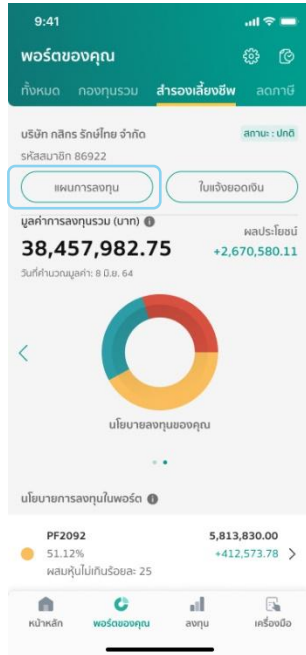 9:41
พอร์ตของคุณ
ทั้งหมด กองทุนรวม สำรองเลี้ยงชีพ ลดภาษี
บริษัท กสิกร รักษ์ไทย จำกัด สถานะ : ปกติ
รหัสสมาชิก 86922
แผนการลงทุน ใบแจ้งยอดเงิน
มูลค่าการลงทุนรวม (บาท) ผลประโยชน์
38,457,982.75 +2,670,580.11
วันที่คำนวณมูลค่า: 8 มิ.ย. 64
นโยบายลงทุนของคุณ
นโยบายการลงทุนในพอร์ต
PF2092 5,813,830.00
51.12% +412,573.78
ผสมหุ้นไม่เกินร้อยละ 25
หน้าหลัก พอร์ตของคุณ ลงทุน เครื่องมือ